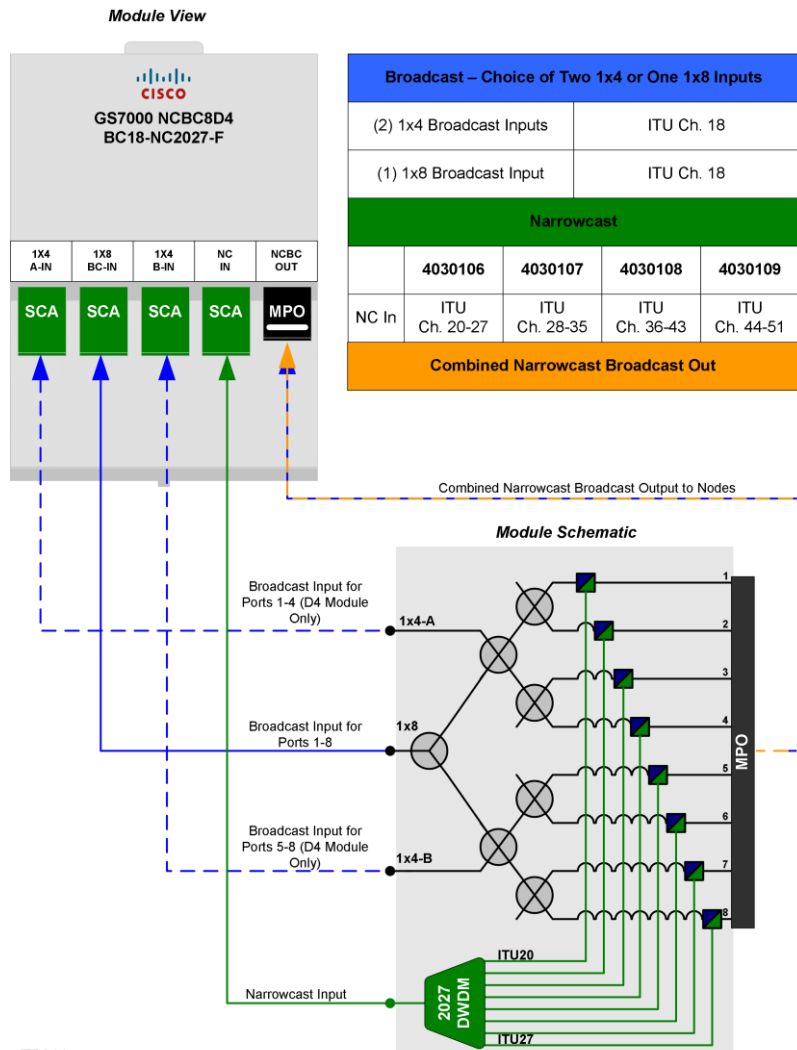 Module View
CISCO
GS7000 NCBC8D4
BC18-NC2027-F
1X4
A-IN
1X8
BC-IN
1X4
B-IN
NC
IN
NCBC
OUT
SCA
SCA
SCA
SCA
MPO
Broadcast – Choice of Two 1x4 or One 1x8 Inputs
(2) 1x4 Broadcast Inputs
ITU Ch. 18
(1) 1x8 Broadcast Input
ITU Ch. 18
Narrowcast
4030106
4030107
4030108
4030109
NC In
ITU
Ch. 20-27
ITU
Ch. 28-35
ITU
Ch. 36-43
ITU
Ch. 44-51
Combined Narrowcast Broadcast Out
Combined Narrowcast Broadcast Output to Nodes
Module Schematic
Broadcast Input for
Ports 1-4 (D4 Module
Only)
1x4-A
Broadcast Input for
Ports 1-8
1x8
Broadcast Input for
Ports 5-8 (D4 Module
Only)
1x4-B
1
2
3
4
5
6
7
8
MPO
Narrowcast Input
2027
DWDM
ITU20
ITU27